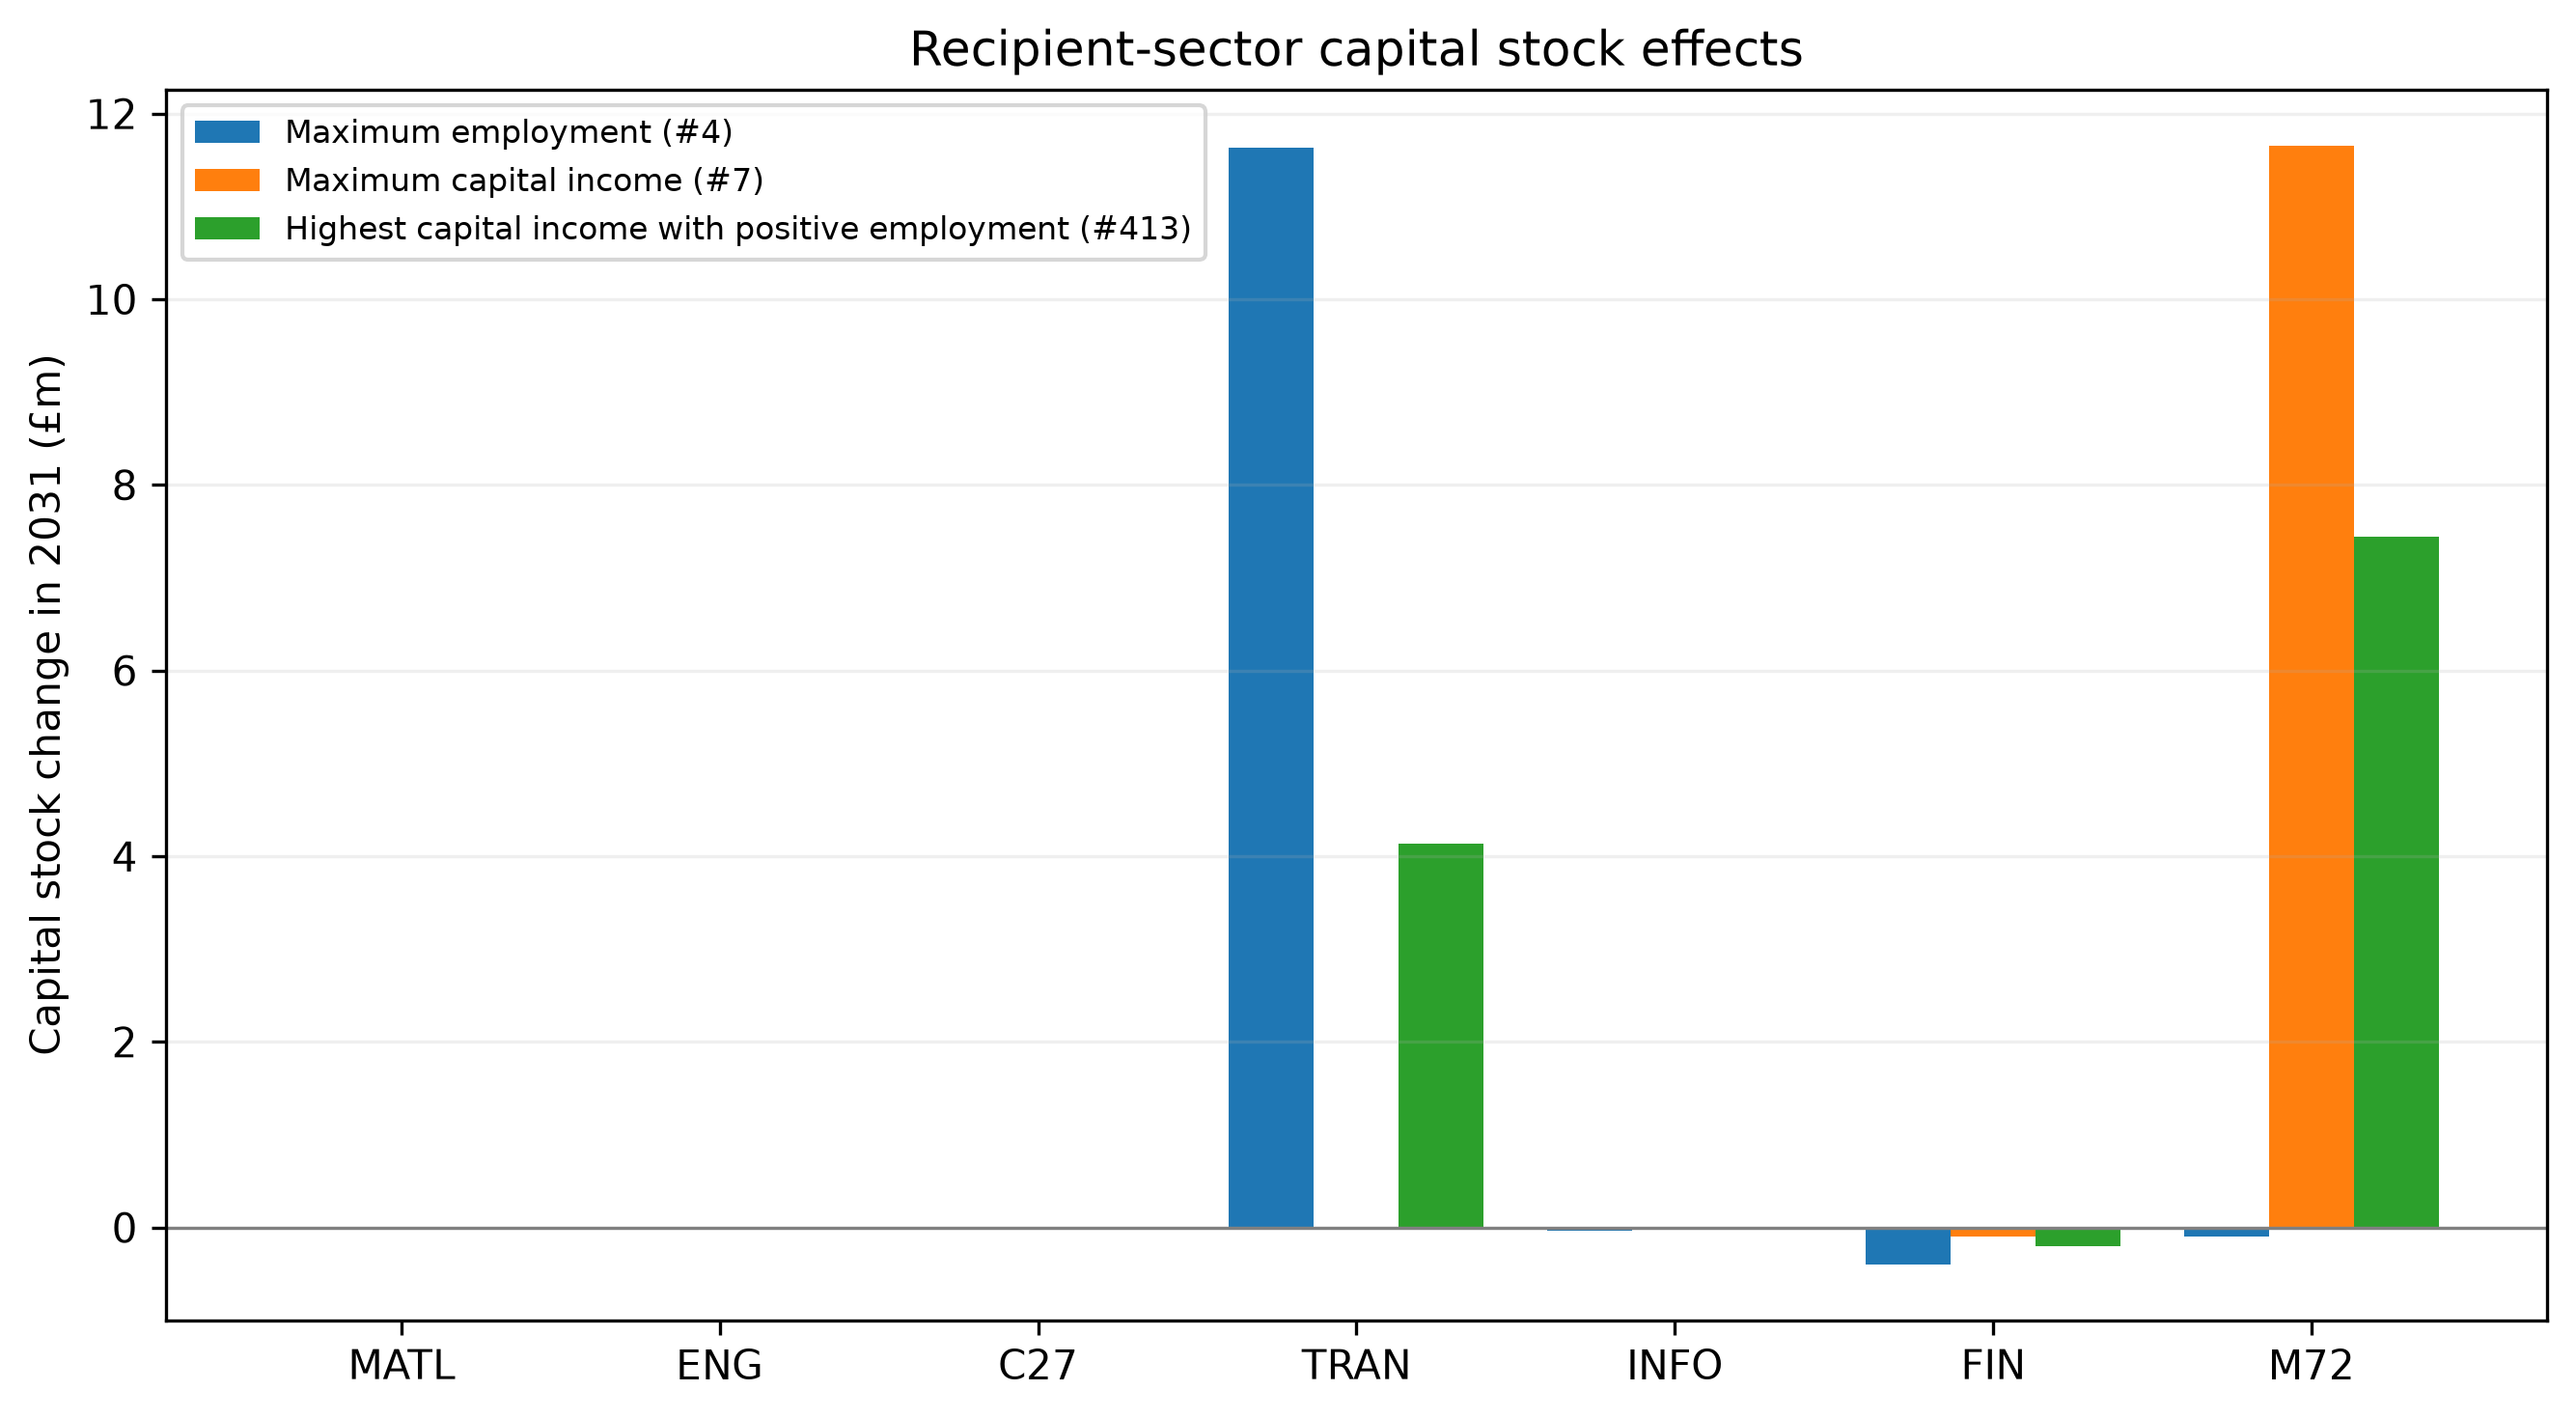 Recipient-sector capital stock effects
Maximum employment (#4)
Maximum capital income (#7)
Highest capital income with positive employment (#413)
Capital stock change in 2031 (£m)
12
10
8
6
4
2
0
MATL ENG C27 TRAN INFO FIN M72